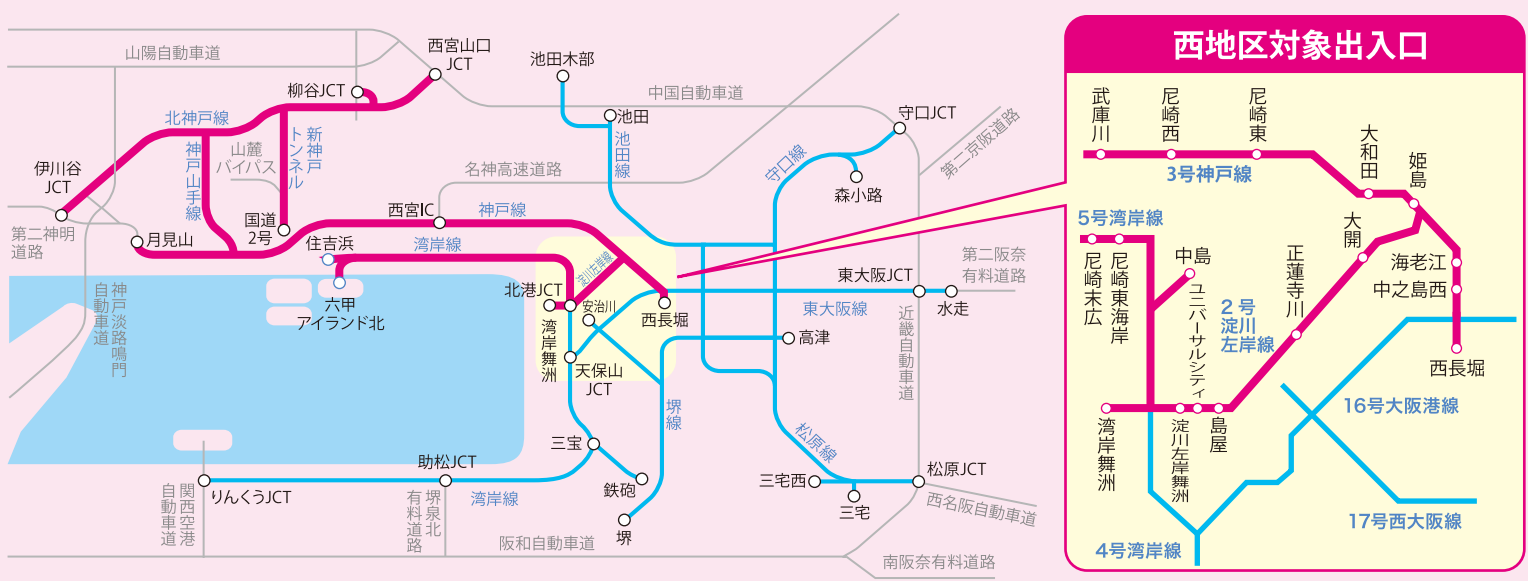 山陽自動車道
西宮山口
JCT
柳谷JCT
池田木部
中国自動車道
池田
池田線
守口JCT
守口線
森小路
第二京阪道路
北神戸線
新神戸
トンネル
山麓
バイパス
神戸山手線
名神高速道路
伊川谷
JCT
第二神明
道路
月見山
国道
2号
西宮IC
神戸線
住吉浜
湾岸線
淀川左岸線
六甲
アイランド北
北港JCT
安治川
西長堀
湾岸舞洲
天保山
JCT
神戸淡路鳴門
自動車道
東大阪JCT
東大阪線
水走
第二阪奈
有料道路
高津
近畿自動車道
堺線
松原線
三宝
鉄砲
堺
三宅西
三宅
松原JCT
西名阪自動車道
助松JCT
湾岸線
りんくうJCT
関西空港
自動車道
堺泉北
有料道路
阪和自動車道
南阪奈有料道路
西地区対象出入口
武庫川
尼崎西
尼崎東
3号神戸線
大和田
姫島
5号湾岸線
尼崎末広
尼崎東海岸
中島
ユニバーサルシティ
2号
淀川
左岸線
正蓮寺川
大開
海老江
中之島西
西長堀
湾岸舞洲
淀川左岸舞洲
島屋
16号大阪港線
17号西大阪線
4号湾岸線